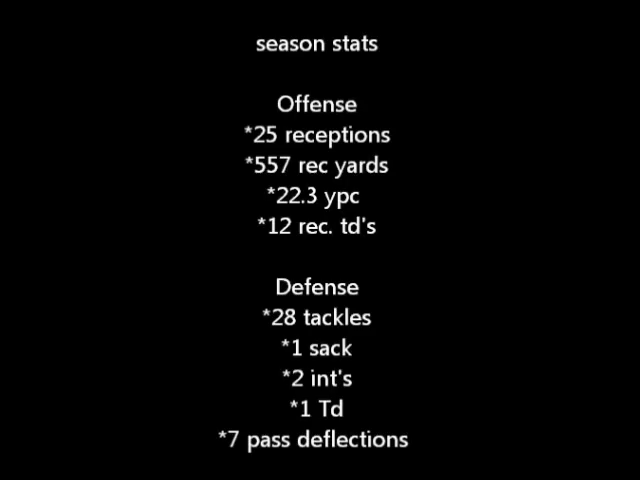 season stats
Offense
*25 receptions
*557 rec yards
*22.3 ypc
*12 rec. td's
Defense
*28 tackles
*1 sack
*2 int's
*1 Td
*7 pass deflections